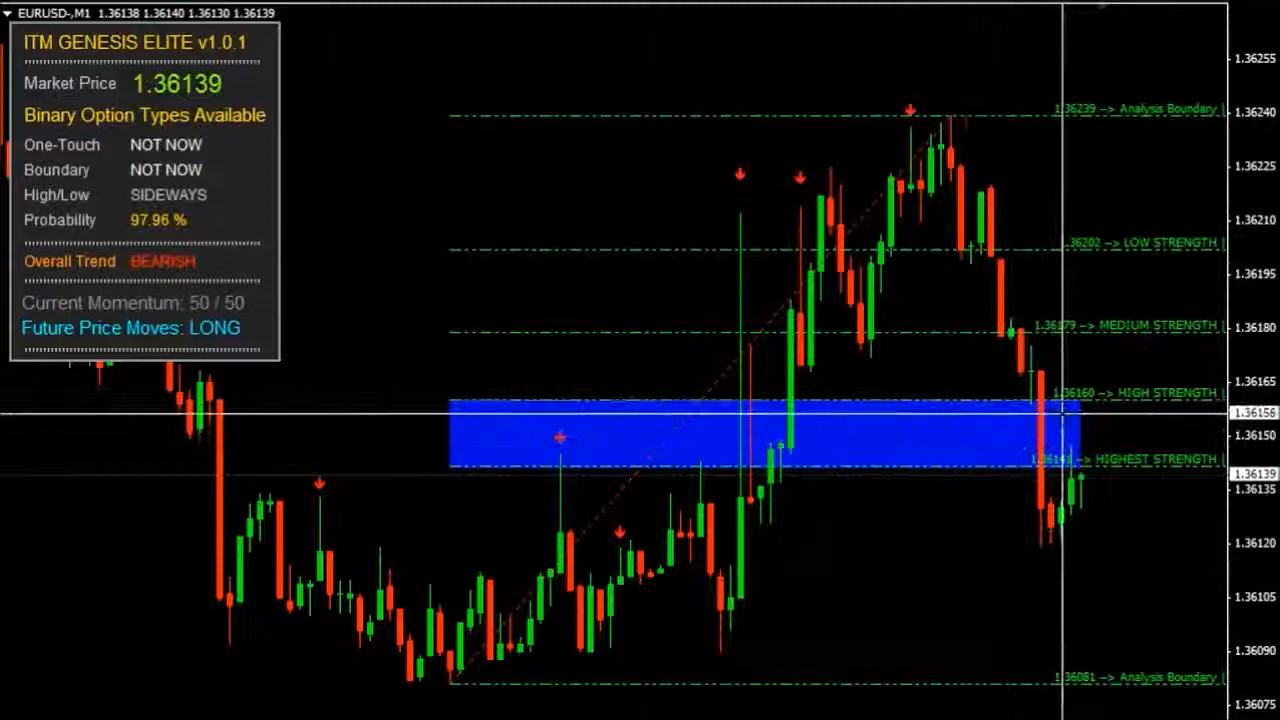 EURUSD-,M1 1.36138 1.36140 1.36130 1.36139
ITM GENESIS ELITE v1.0.1
Market Price 1.36139
Binary Option Types Available
One-Touch NOT NOW
Boundary NOT NOW
High/Low SIDEWAYS
Probability 97.96 %
Overall Trend BEARISH
Current Momentum: 50 / 50
Future Price Moves: LONG
1.36239 --> Analysis Boundary |
.36202 --> LOW STRENGTH |
1.36179 --> MEDIUM STRENGTH |
1.36160 --> HIGH STRENGTH |
1.36141 --> HIGHEST STRENGTH |
1.36081 --> Analysis Boundary |
1.36255
1.36240
1.36225
1.36210
1.36195
1.36180
1.36165
1.36156
1.36150
1.36139
1.36135
1.36120
1.36105
1.36090
1.36075